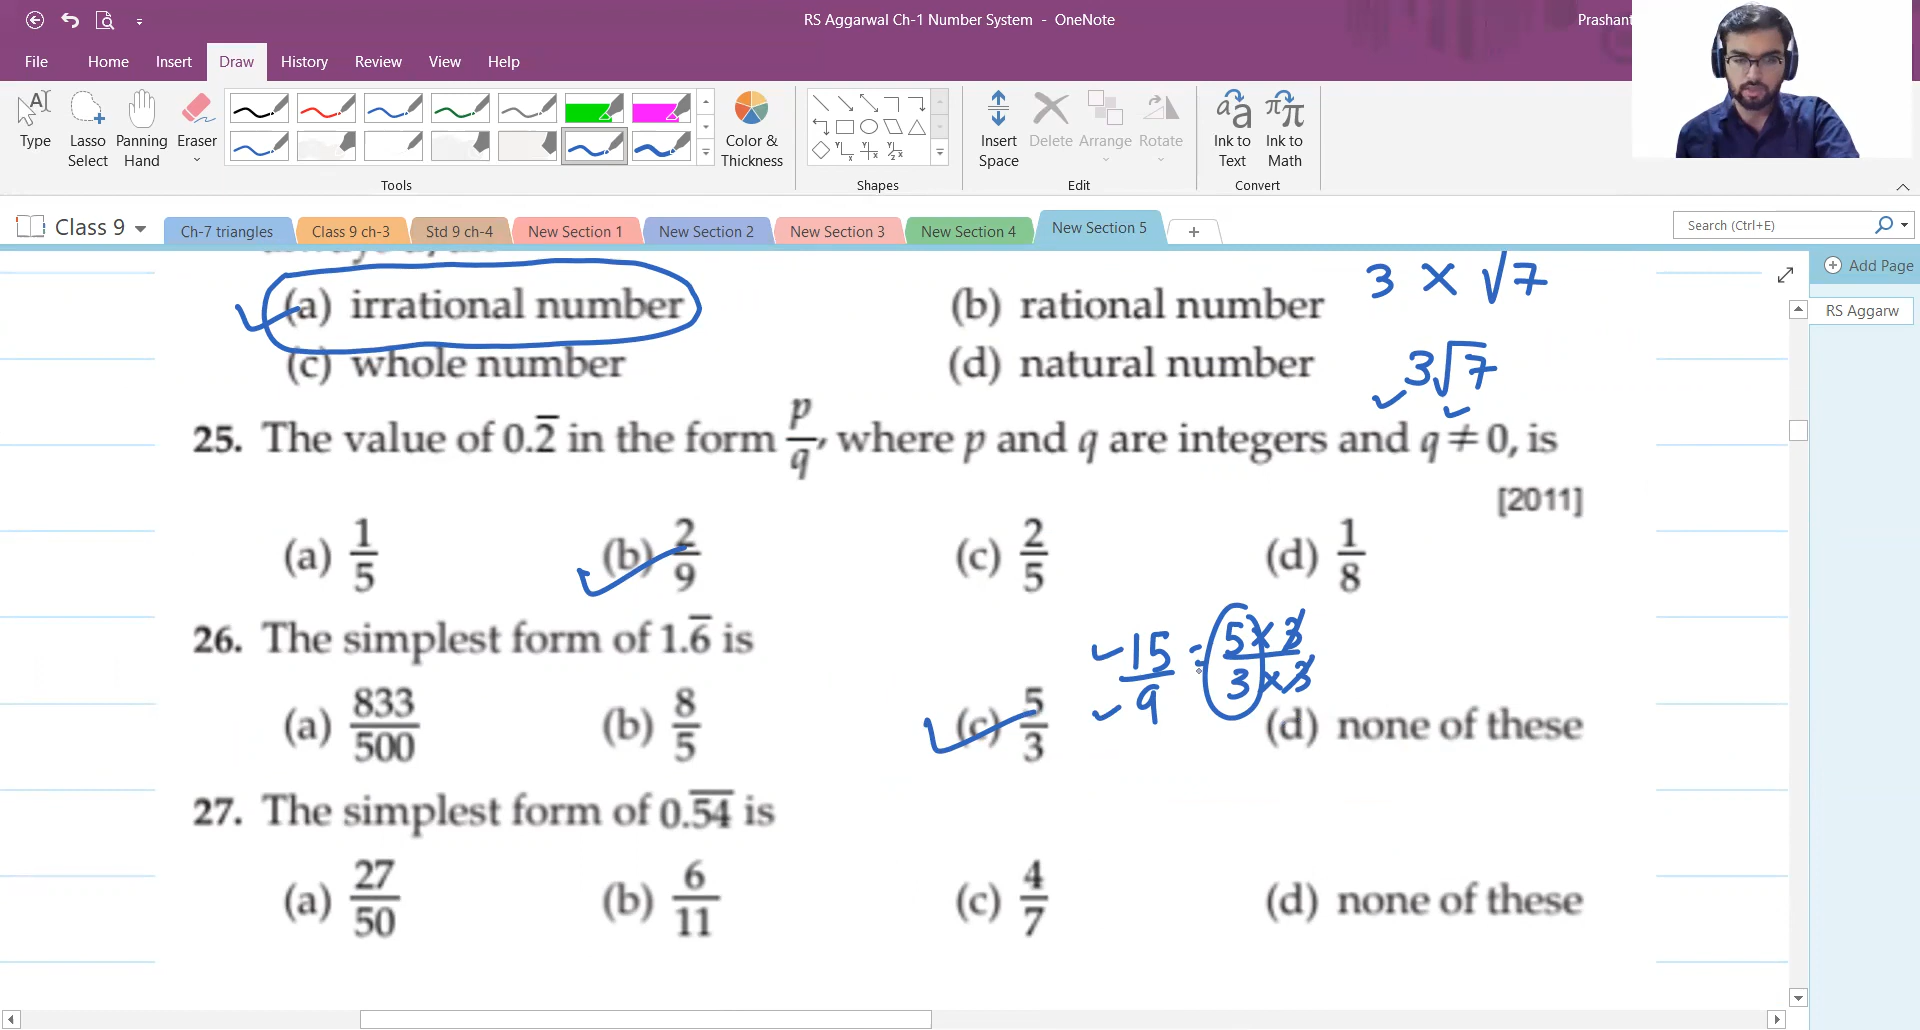 RS Aggarwal Ch-1 Number System - OneNote
Prashant
File Home Insert Draw History Review View Help
Type
Lasso Select
Panning Hand
Eraser
Color & Thickness
Insert Space
Delete
Arrange
Rotate
Ink to Text
Ink to Math
Tools
Shapes
Edit
Convert
Class 9
Ch-7 triangles
Class 9 ch-3
Std 9 ch-4
New Section 1
New Section 2
New Section 3
New Section 4
New Section 5
+
Search (Ctrl+E)
Add Page
RS Aggarw
(a) irrational number (b) rational number
3 × √7
(c) whole number (d) natural number
3√7
25. The value of 0.2̅ in the form p/q, where p and q are integers and q ≠ 0, is
[2011]
(a) 1/5 (b) 2/9 (c) 2/5 (d) 1/8
26. The simplest form of 1.6̅ is
15/9 = 5×3/3×3
(a) 833/500 (b) 8/5 (c) 5/3 (d) none of these
27. The simplest form of 0.5̅4̅ is
(a) 27/50 (b) 6/11 (c) 4/7 (d) none of these